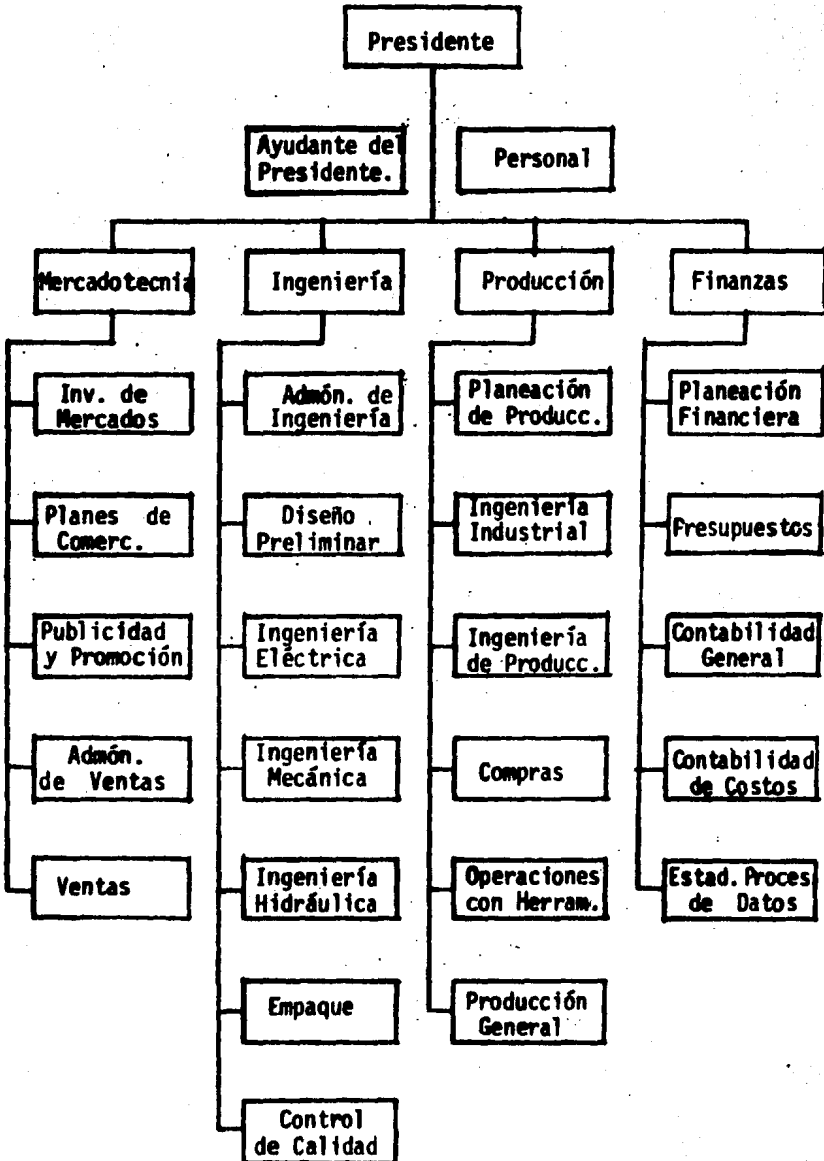 Presidente
Ayudante del
Presidente.
Personal
Mercadotecnia
Ingeniería
Producción
Finanzas
Inv. de
Mercados
Planes de
Comerc.
Publicidad
y Promoción
Admón.
de Ventas
Ventas
Admón. de
Ingeniería
Diseño
Preliminar
Ingeniería
Eléctrica
Ingeniería
Mecánica
Ingeniería
Hidráulica
Empaque
Control
de Calidad
Planeación
de Producc.
Ingeniería
Industrial
Ingeniería
de Producc.
Compras
Operaciones
con Herram.
Producción
General
Planeación
Financiera
Presupuestos
Contabilidad
General
Contabilidad
de Costos
Estad. Proces
de Datos